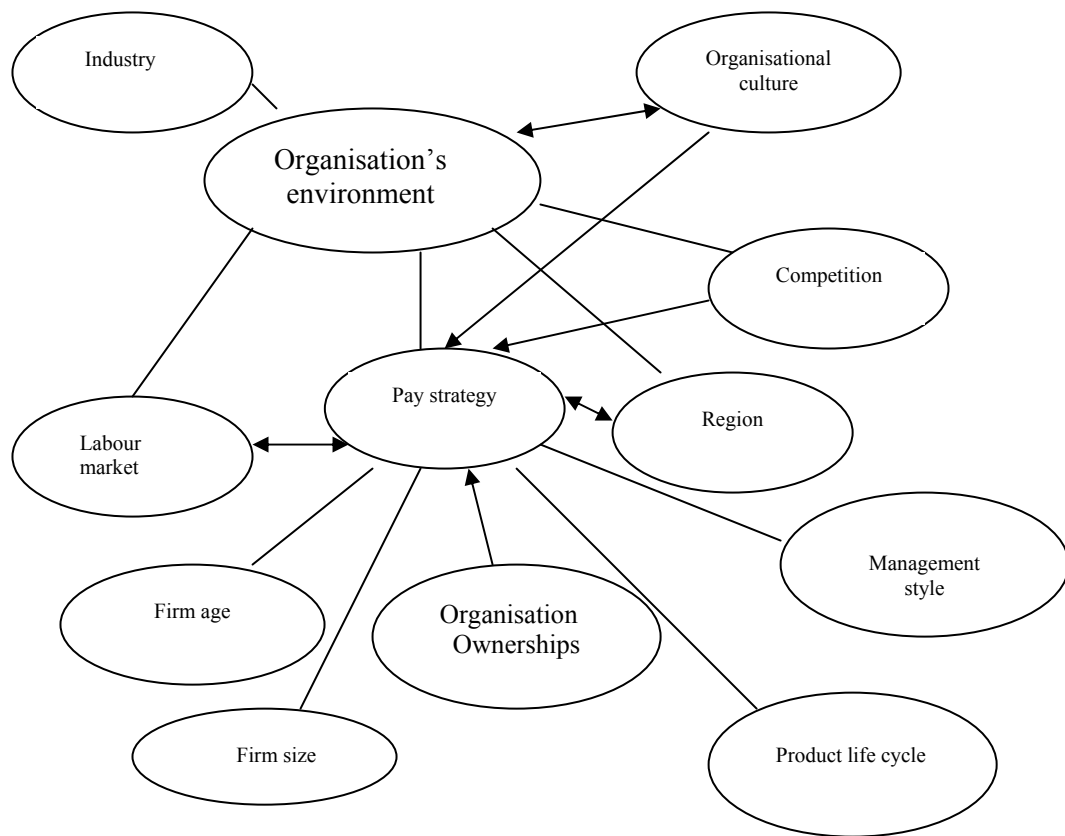 Industry
Organisational
culture
Organisation’s
environment
Competition
Pay strategy
Region
Labour
market
Management
style
Firm age
Organisation
Ownerships
Firm size
Product life cycle